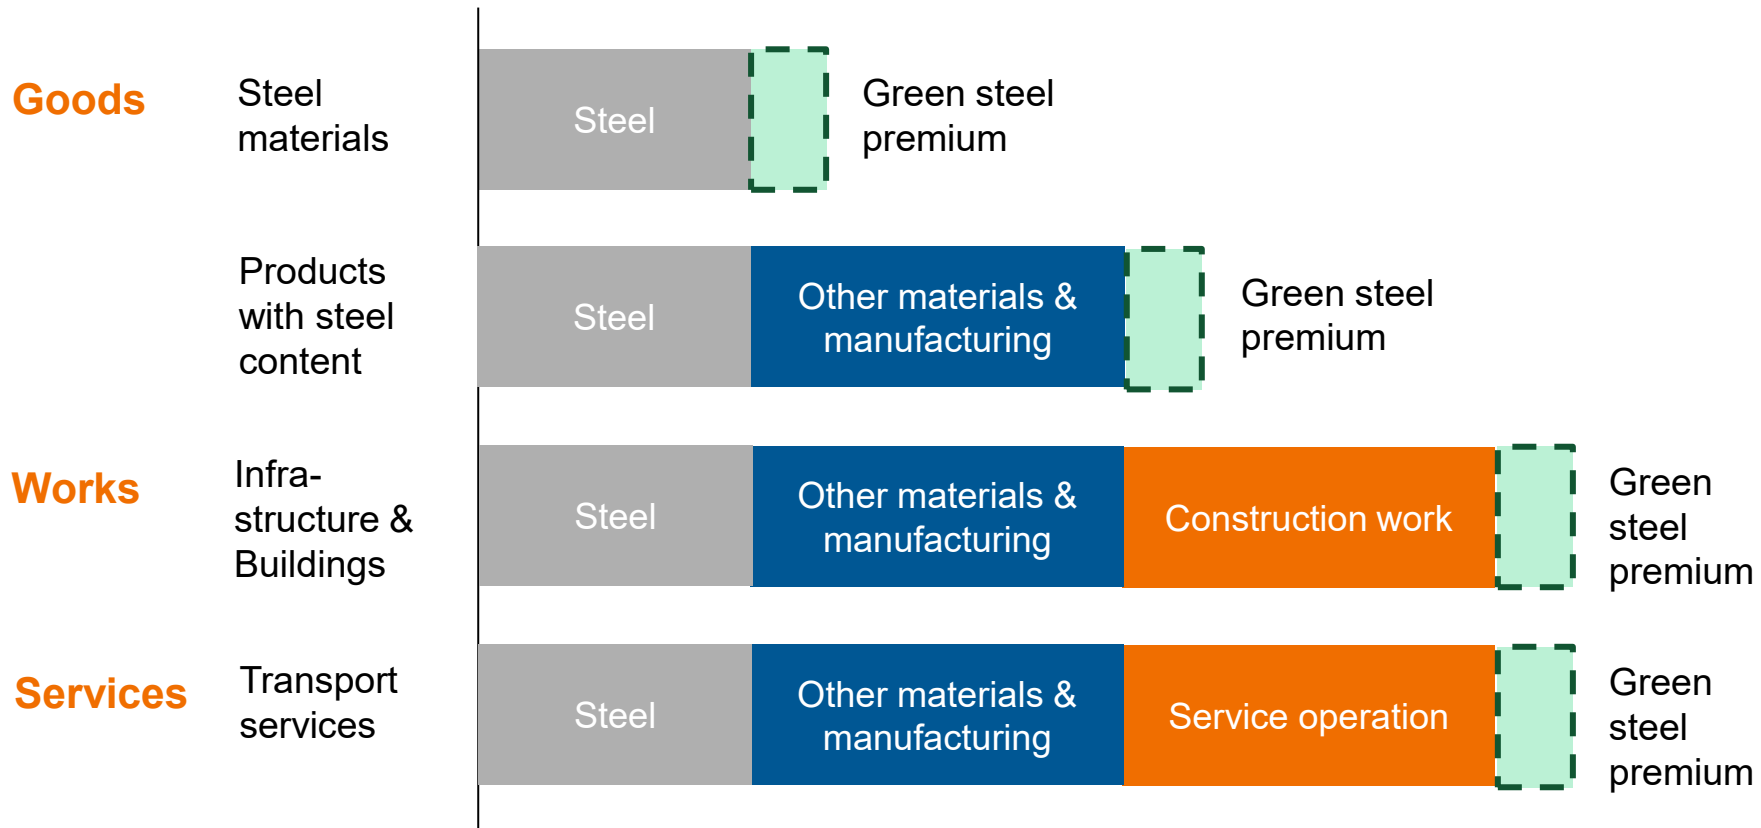 Goods
Steel
materials
Steel
Green steel
premium
Products
with steel
content
Steel
Other materials &
manufacturing
Green steel
premium
Works
Infra-
structure &
Buildings
Steel
Other materials &
manufacturing
Construction work
Green
steel
premium
Services
Transport
services
Steel
Other materials &
manufacturing
Service operation
Green
steel
premium